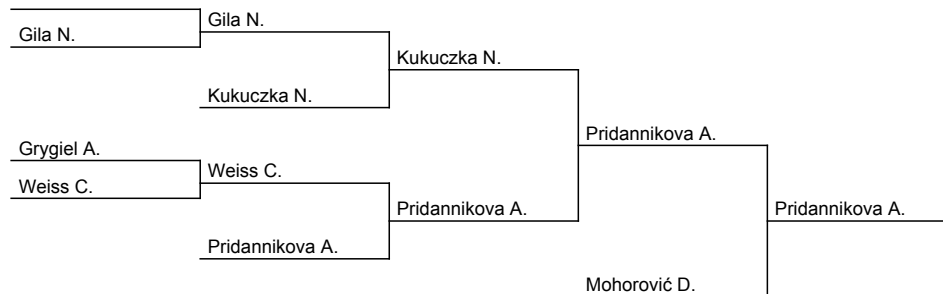 Gila N.
Gila N.
Kukuczka N.
Kukuczka N.
Pridannikova A.
Grygiel A.
Weiss C.
Weiss C.
Pridannikova A.
Pridannikova A.
Pridannikova A.
Mohorović D.